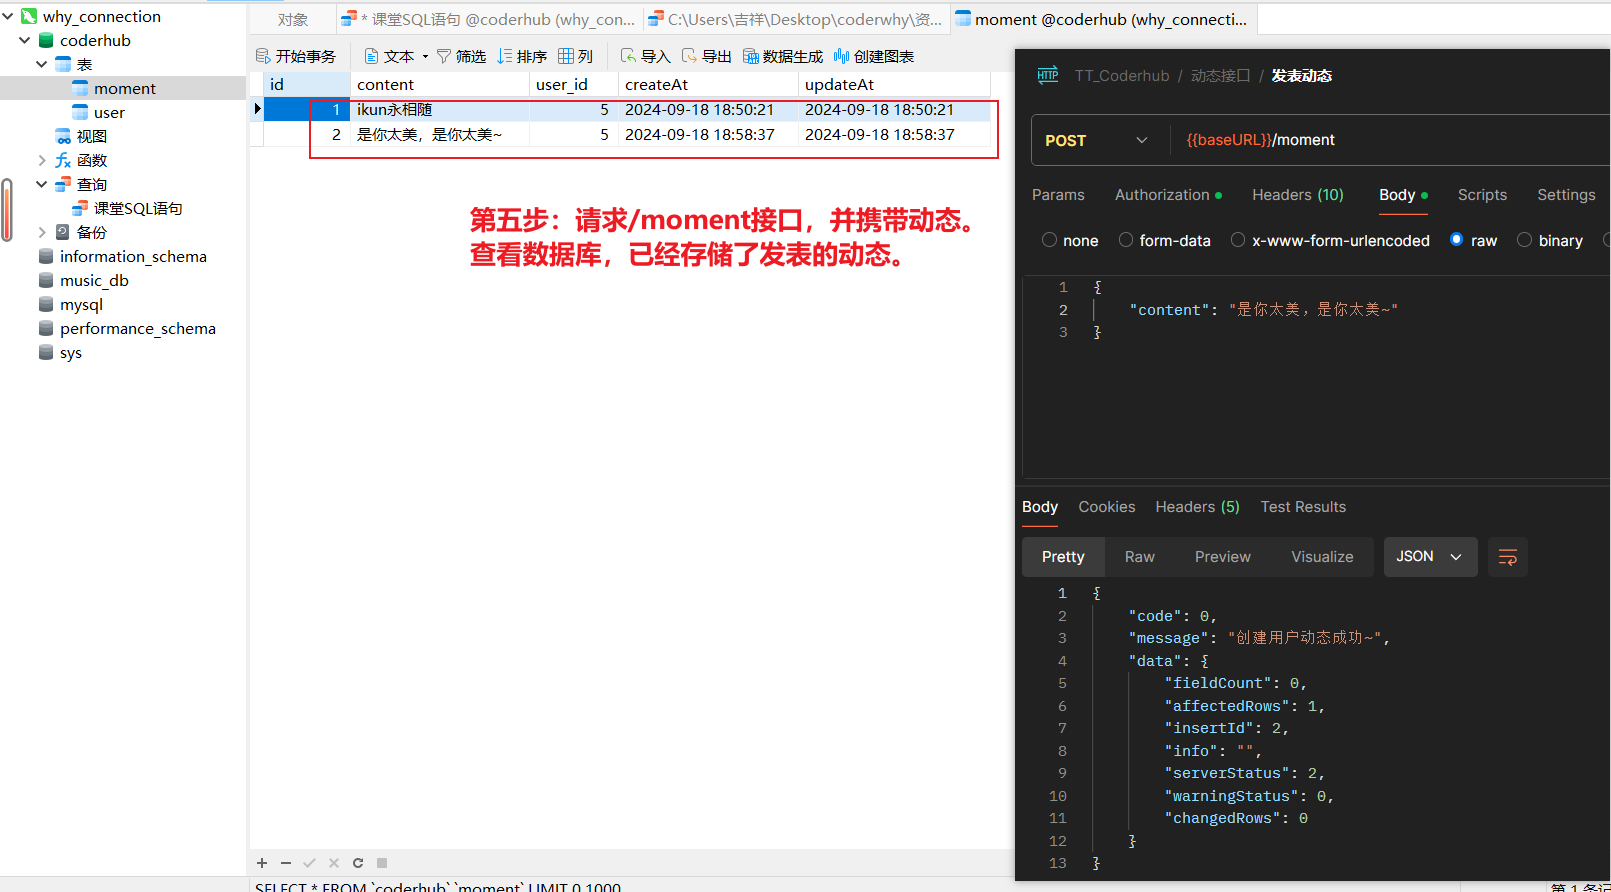 why_connection
coderhub
表
moment
user
视图
函数
查询
课堂SQL语句
备份
information_schema
music_db
mysql
performance_schema
sys
对象
* 课堂SQL语句 @coderhub (why_con...
C:\Users\吉祥\Desktop\coderwhy\资...
moment @coderhub (why_connecti...
开始事务 文本 筛选 排序 列 导入 导出 数据生成 创建图表
id content user_id createAt updateAt
1 ikun永相随 5 2024-09-18 18:50:21 2024-09-18 18:50:21
2 是你太美，是你太美~ 5 2024-09-18 18:58:37 2024-09-18 18:58:37
第五步：请求/moment接口，并携带动态。
查看数据库，已经存储了发表的动态。
SELECT * FROM `coderhub`.`moment` LIMIT 0,1000
第 1 条记
HTTP TT_Coderhub / 动态接口 / 发表动态
POST {{baseURL}}/moment
Params Authorization Headers (10) Body Scripts Settings
none form-data x-www-form-urlencoded raw binary
1 {
2 "content": "是你太美，是你太美~"
3 }
Body Cookies Headers (5) Test Results
Pretty Raw Preview Visualize JSON
1 {
2 "code": 0,
3 "message": "创建用户动态成功~",
4 "data": {
5 "fieldCount": 0,
6 "affectedRows": 1,
7 "insertId": 2,
8 "info": "",
9 "serverStatus": 2,
10 "warningStatus": 0,
11 "changedRows": 0
12 }
13 }